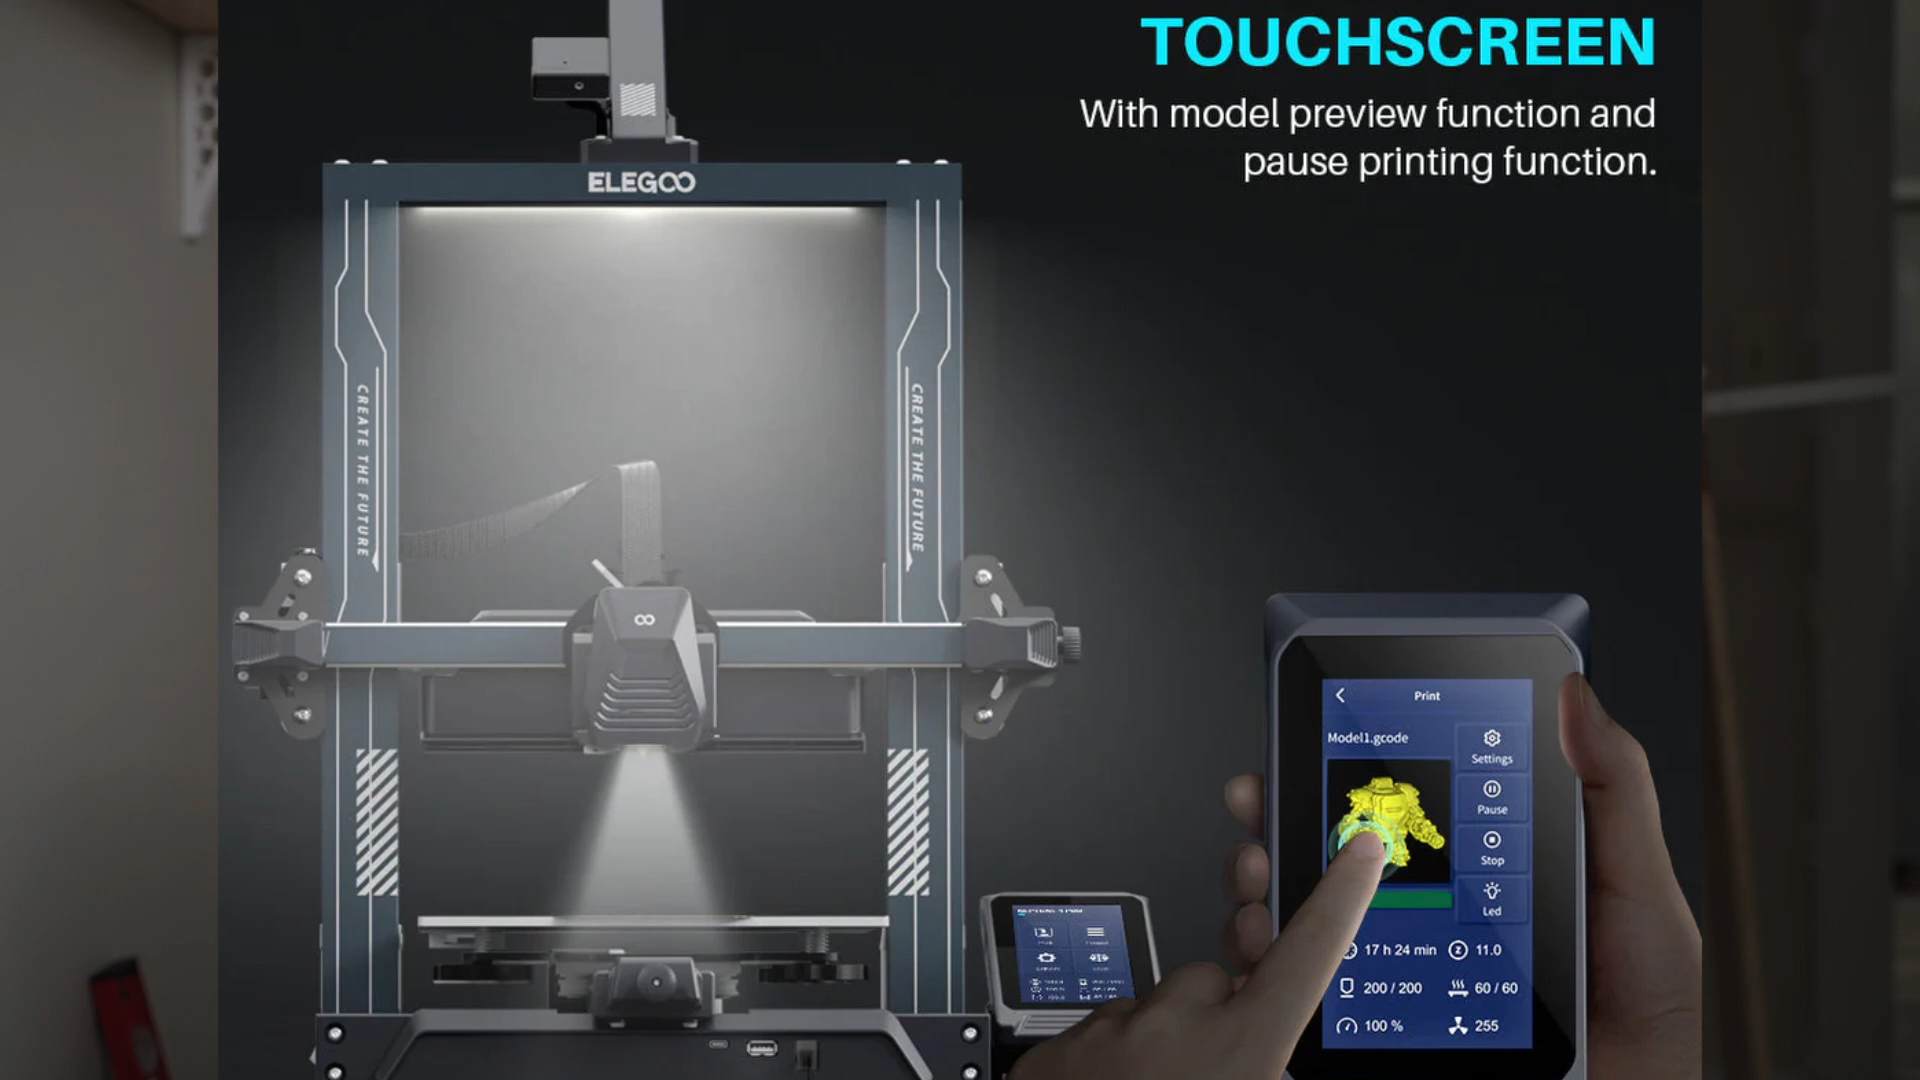 TOUCHSCREEN
With model preview function and
pause printing function.
ELEGOO
CREATE THE FUTURE
CREATE THE FUTURE
Print
Model1.gcode
Settings
Pause
Stop
Led
17 h 24 min
11.0
200 / 200
60 / 60
100 %
255